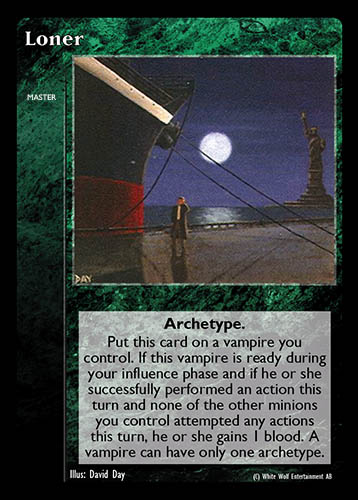 Loner
MASTER
DAY
Archetype.
Put this card on a vampire you
control. If this vampire is ready during
your influence phase and if he or she
successfully performed an action this
turn and none of the other minions
you control attempted any actions
this turn, he or she gains 1 blood. A
vampire can have only one archetype.
Illus: David Day
(C) White Wolf Entertainment AB